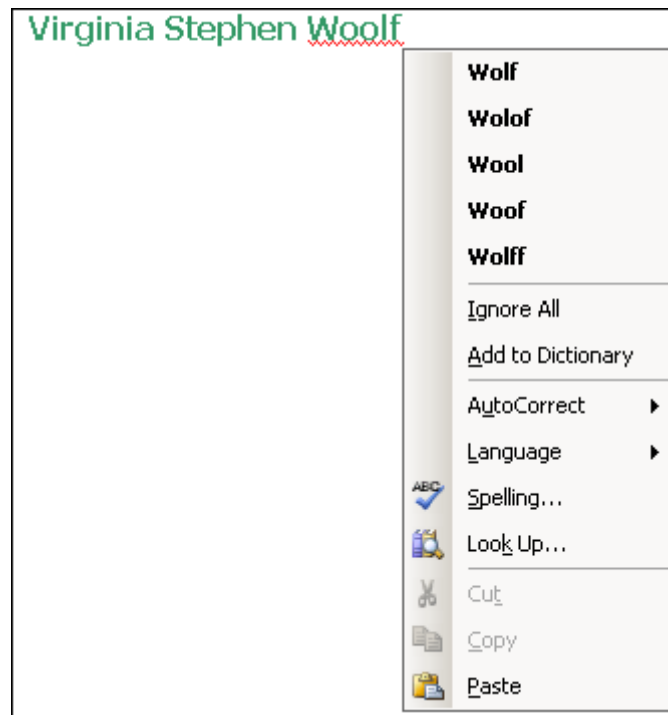 Virginia Stephen Woolf
Wolf
Wolof
Wool
Woof
Wolff
Ignore All
Add to Dictionary
AutoCorrect
Language
ABC
Spelling...
Look Up...
Cut
Copy
Paste